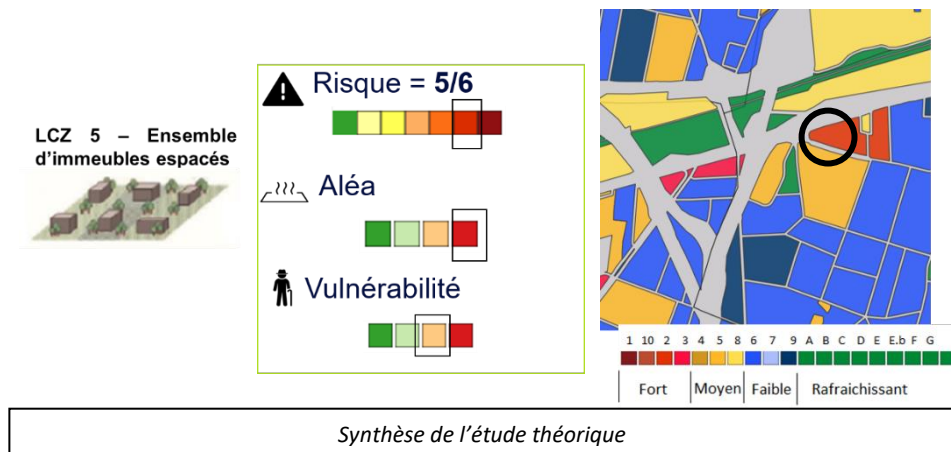 LCZ 5 – Ensemble
d'immeubles espacés
Risque = 5/6
Aléa
Vulnérabilité
1 10 2 3 4 5 8 6 7 9 A B C D E E.b F G
Fort Moyen Faible Rafraichissant
Synthèse de l'étude théorique